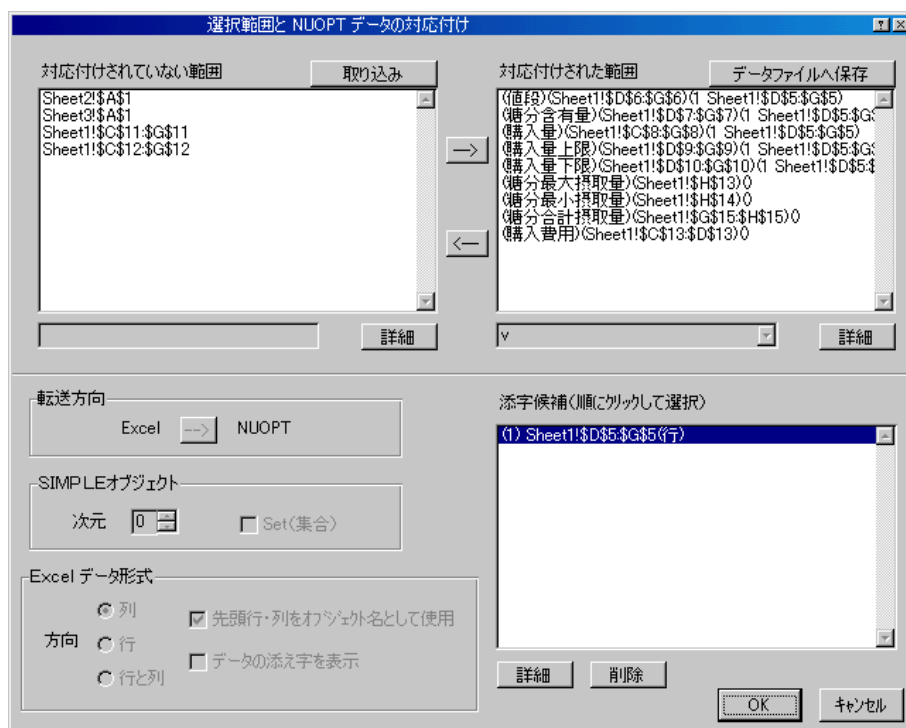 選択範囲と NUOPT データの対応付け
対応付けされていない範囲
取り込み
Sheet2!$A$1
Sheet3!$A$1
Sheet1!$C$11:$G$11
Sheet1!$C$12:$G$12
詳細
-->
<--
対応付けされた範囲
データファイルへ保存
(値段)(Sheet1!$D$6:$G$6)(1 Sheet1!$D$5:$G$5)
(糖分含有量)(Sheet1!$D$7:$G$7)(1 Sheet1!$D$5:$G$
(購入量)(Sheet1!$C$8:$G$8)(1 Sheet1!$D$5:$G$5)
(購入量上限)(Sheet1!$D$9:$G$9)(1 Sheet1!$D$5:$G$
(購入量下限)(Sheet1!$D$10:$G$10)(1 Sheet1!$D$5:$
(糖分最大摂取量)(Sheet1!$H$13)()
(糖分最小摂取量)(Sheet1!$H$14)()
(糖分合計摂取量)(Sheet1!$G$15:$H$15)()
(購入費用)(Sheet1!$C$13:$D$13)()
v
詳細
転送方向
Excel --> NUOPT
SIMPLEオブジェクト
次元 0 Set(集合)
Excel データ形式
方向
列
行
行と列
先頭行・列をオブジェクト名として使用
データの添え字を表示
添字候補(順にクリックして選択)
(1) Sheet1!$D$5:$G$5(行)
詳細
削除
OK
キャンセル